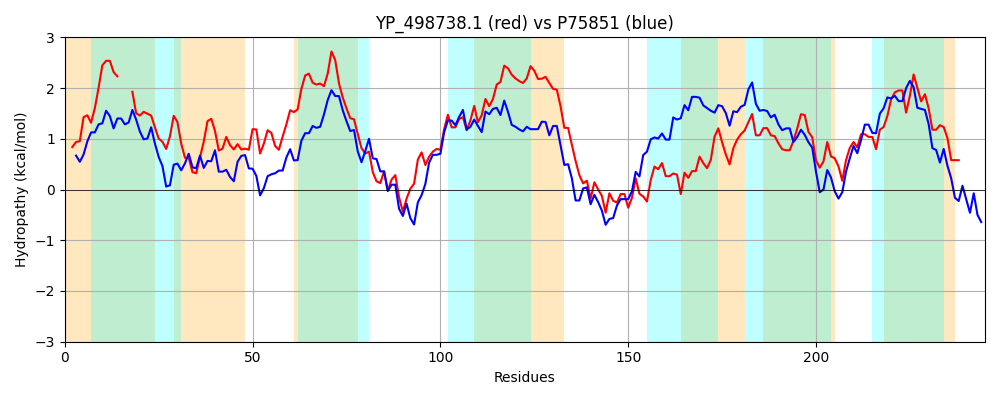 YP_498738.1 (red) vs P75851 (blue)
3
2
1
0
−1
−2
−3
Hydropathy (kcal/mol)
0 50 100 150 200
Residues